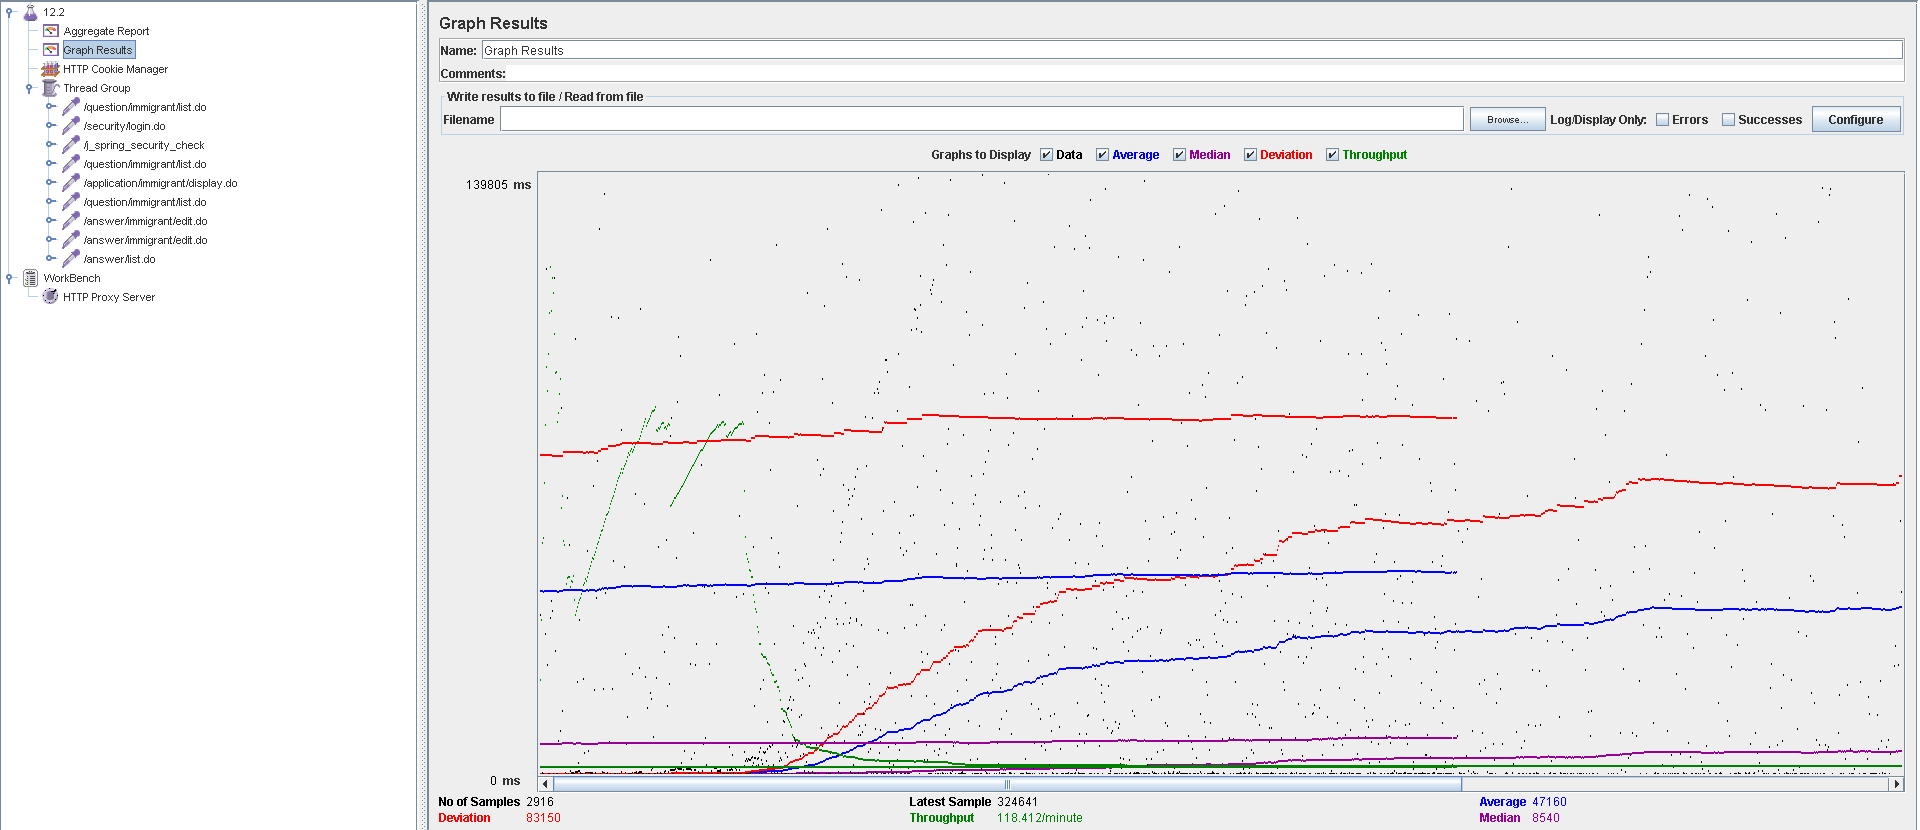 12.2
Aggregate Report
Graph Results
HTTP Cookie Manager
Thread Group
/question/immigrant/list.do
/security/login.do
/j_spring_security_check
/question/immigrant/list.do
/application/immigrant/display.do
/question/immigrant/list.do
/answer/immigrant/edit.do
/answer/immigrant/edit.do
/answer/list.do
WorkBench
HTTP Proxy Server
Graph Results
Name: Graph Results
Comments:
Write results to file / Read from file
Filename Browse... Log/Display Only: Errors Successes Configure
Graphs to Display Data Average Median Deviation Throughput
139805 ms
0 ms
No of Samples 2916 Latest Sample 324641 Average 47160
Deviation 83150 Throughput 118.412/minute Median 8540